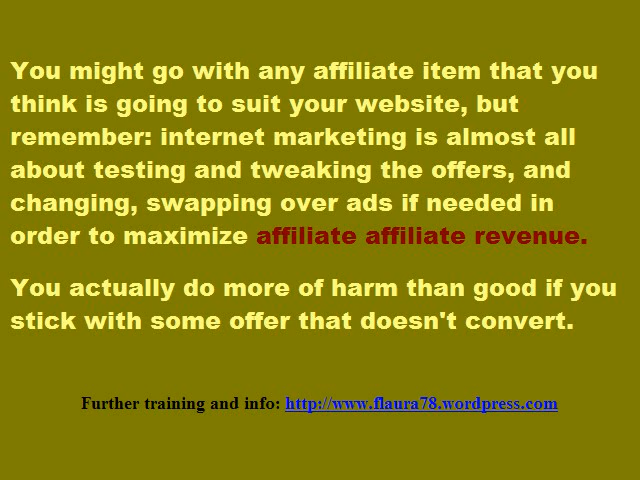 You might go with any affiliate item that you
think is going to suit your website, but
remember: internet marketing is almost all
about testing and tweaking the offers, and
changing, swapping over ads if needed in
order to maximize affiliate affiliate revenue.
You actually do more of harm than good if you
stick with some offer that doesn't convert.
Further training and info: http://www.flaura78.wordpress.com